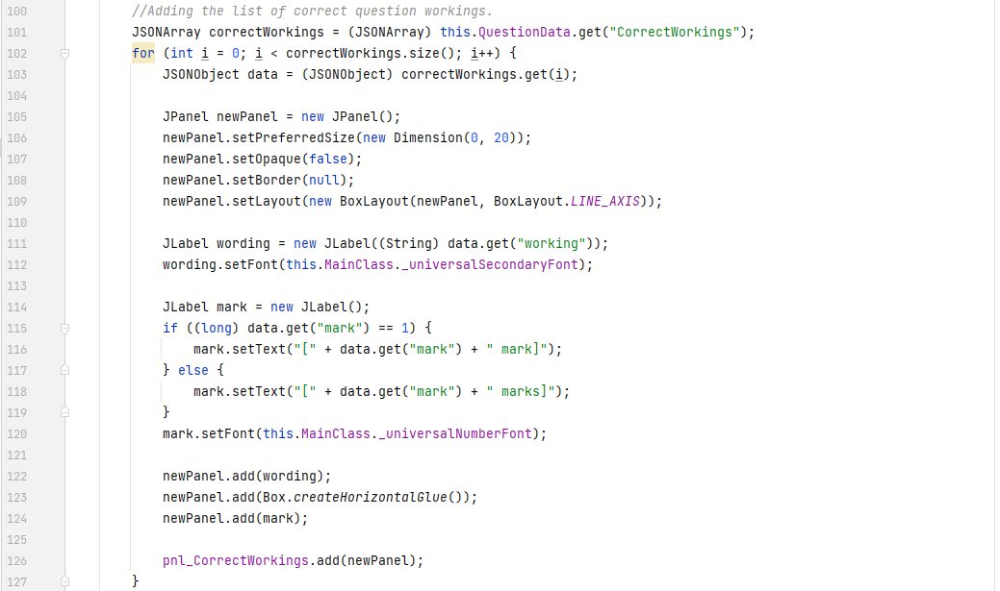 100 //Adding the list of correct question workings.
101 JSONArray correctWorkings = (JSONArray) this.QuestionData.get("CorrectWorkings");
102 for (int i = 0; i < correctWorkings.size(); i++) {
103 JSONObject data = (JSONObject) correctWorkings.get(i);
104
105 JPanel newPanel = new JPanel();
106 newPanel.setPreferredSize(new Dimension(0, 20));
107 newPanel.setOpaque(false);
108 newPanel.setBorder(null);
109 newPanel.setLayout(new BoxLayout(newPanel, BoxLayout.LINE_AXIS));
110
111 JLabel wording = new JLabel((String) data.get("working"));
112 wording.setFont(this.MainClass._universalSecondaryFont);
113
114 JLabel mark = new JLabel();
115 if ((long) data.get("mark") == 1) {
116 mark.setText("[" + data.get("mark") + " mark]");
117 } else {
118 mark.setText("[" + data.get("mark") + " marks]");
119 }
120 mark.setFont(this.MainClass._universalNumberFont);
121
122 newPanel.add(wording);
123 newPanel.add(Box.createHorizontalGlue());
124 newPanel.add(mark);
125
126 pnl_CorrectWorkings.add(newPanel);
127 }